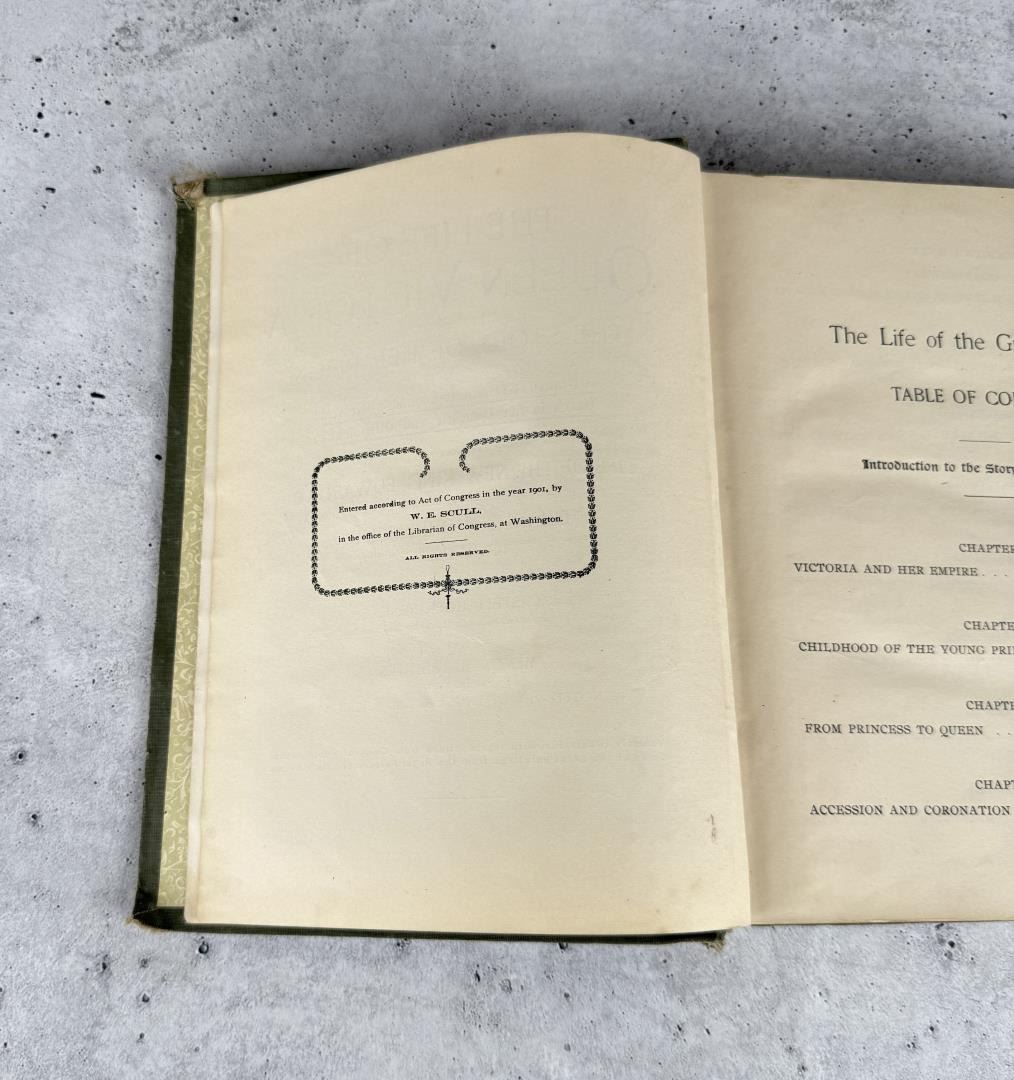 Entered according to Act of Congress in the year 1901, by
W. E. SCULL,
in the office of the Librarian of Congress, at Washington.
ALL RIGHTS RESERVED.
The Life of the G
TABLE OF CO
Introduction to the Story
CHAPTER
VICTORIA AND HER EMPIRE . . .
CHAPTE
CHILDHOOD OF THE YOUNG PRI
CHAPTE
FROM PRINCESS TO QUEEN . .
CHAPT
ACCESSION AND CORONATION